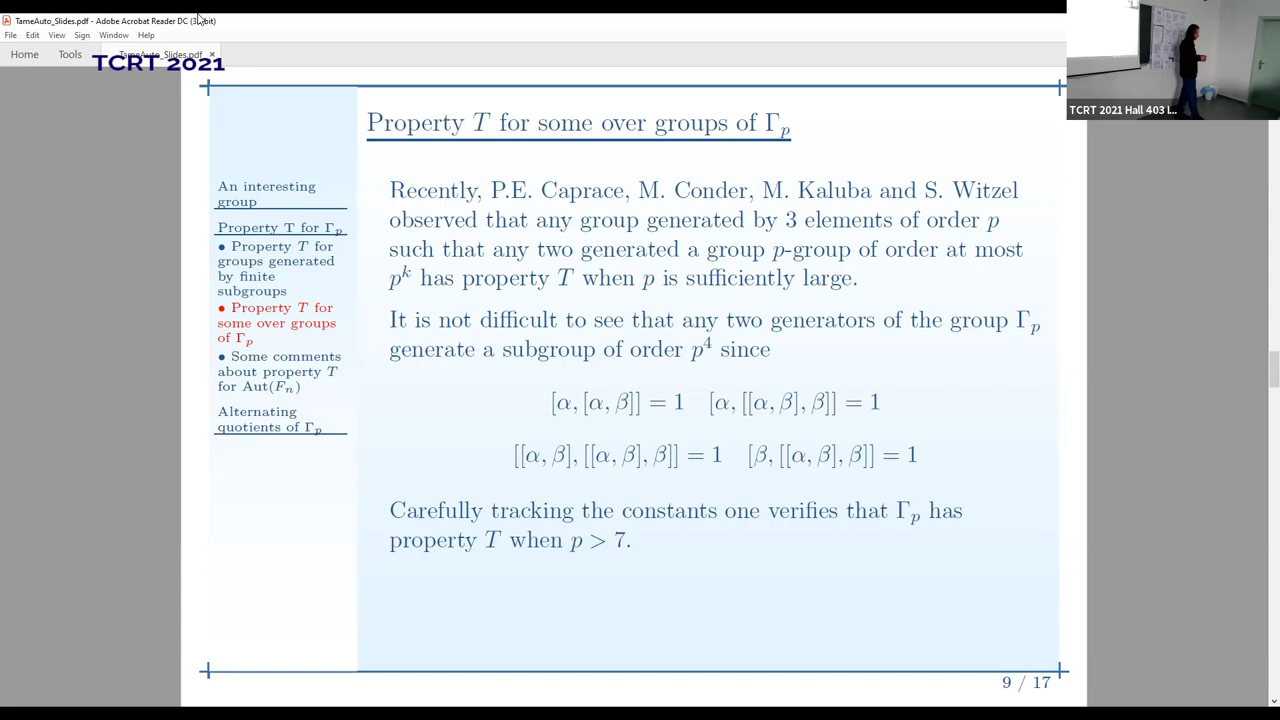 TameAuto_Slides.pdf - Adobe Acrobat Reader DC (32-bit)
File Edit View Sign Window Help
Home Tools TameAuto_Slides.pdf ×
TCRT 2021
TCRT 2021 Hall 403 I...
Property T for some over groups of Γ_p
An interesting
group
Property T for Γ_p
• Property T for
groups generated
by finite
subgroups
• Property T for
some over groups
of Γ_p
• Some comments
about property T
for Aut(F_n)
Alternating
quotients of Γ_p
Recently, P.E. Caprace, M. Conder, M. Kaluba and S. Witzel
observed that any group generated by 3 elements of order p
such that any two generated a group p-group of order at most
p^k has property T when p is sufficiently large.
It is not difficult to see that any two generators of the group Γ_p
generate a subgroup of order p^4 since
[α, [α, β]] = 1 [α, [[α, β], β]] = 1
[[α, β], [[α, β], β]] = 1 [β, [[α, β], β]] = 1
Carefully tracking the constants one verifies that Γ_p has
property T when p > 7.
9 / 17